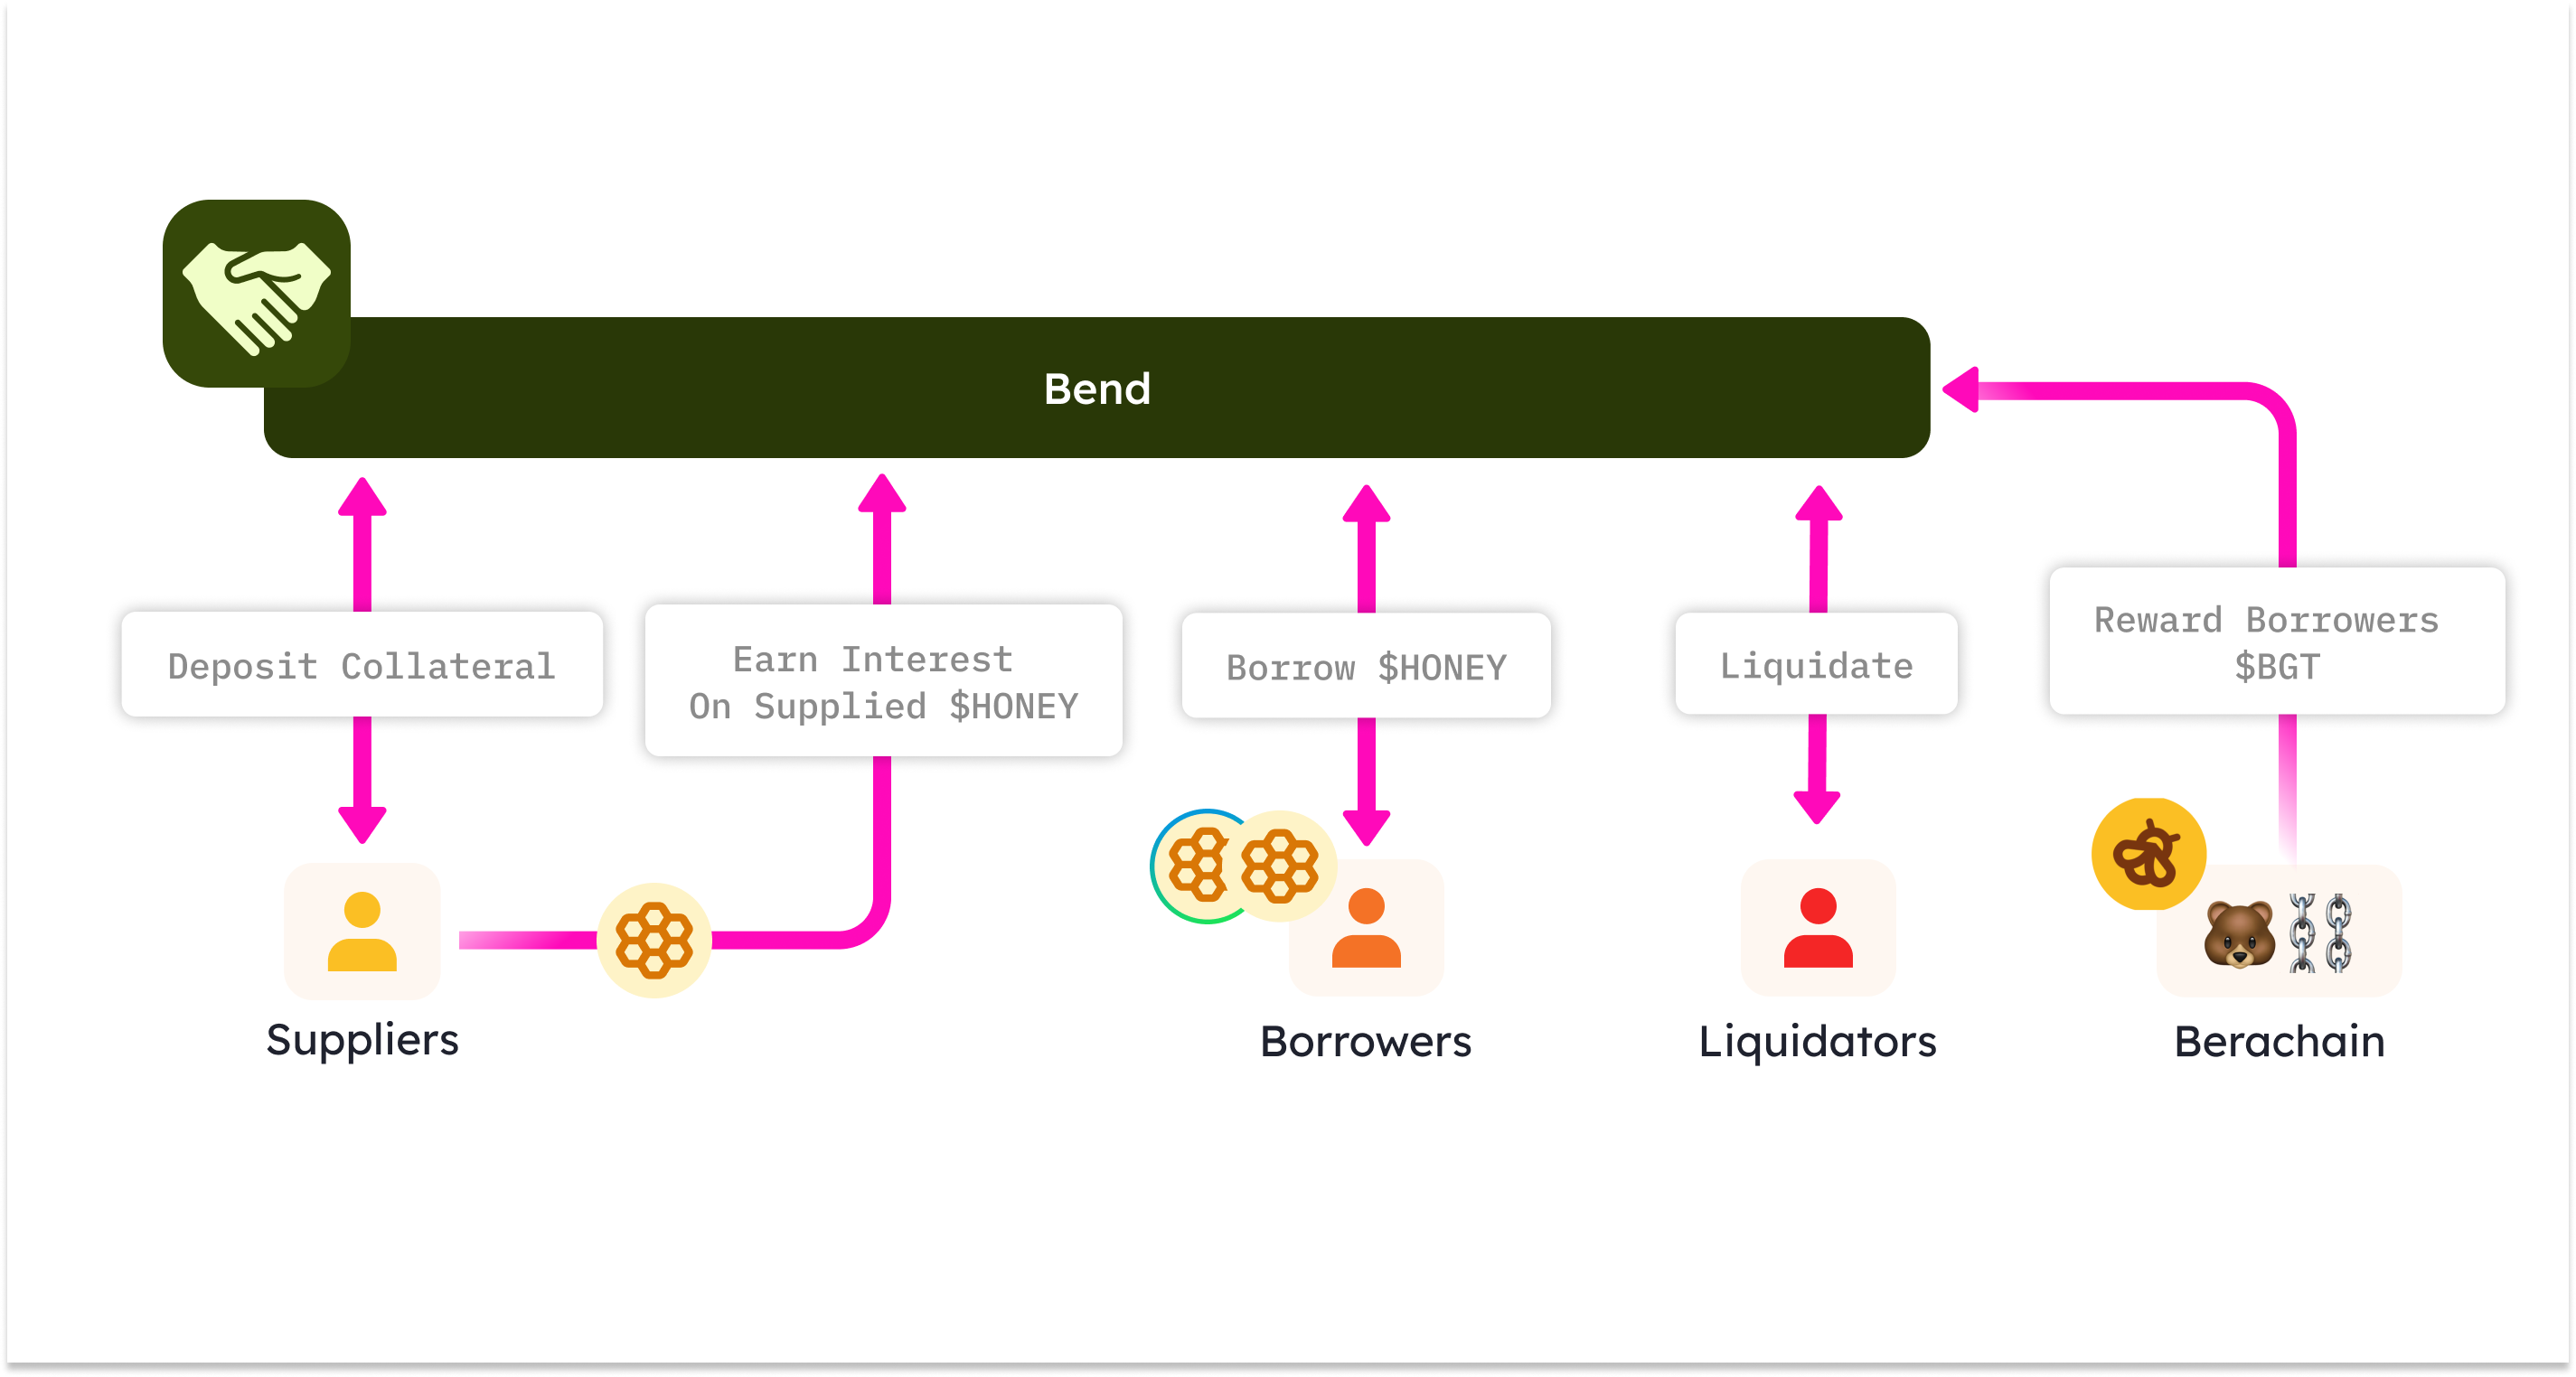 Bend
Deposit Collateral
Earn Interest
On Supplied $HONEY
Borrow $HONEY
Liquidate
Reward Borrowers
$BGT
Suppliers
Borrowers
Liquidators
Berachain